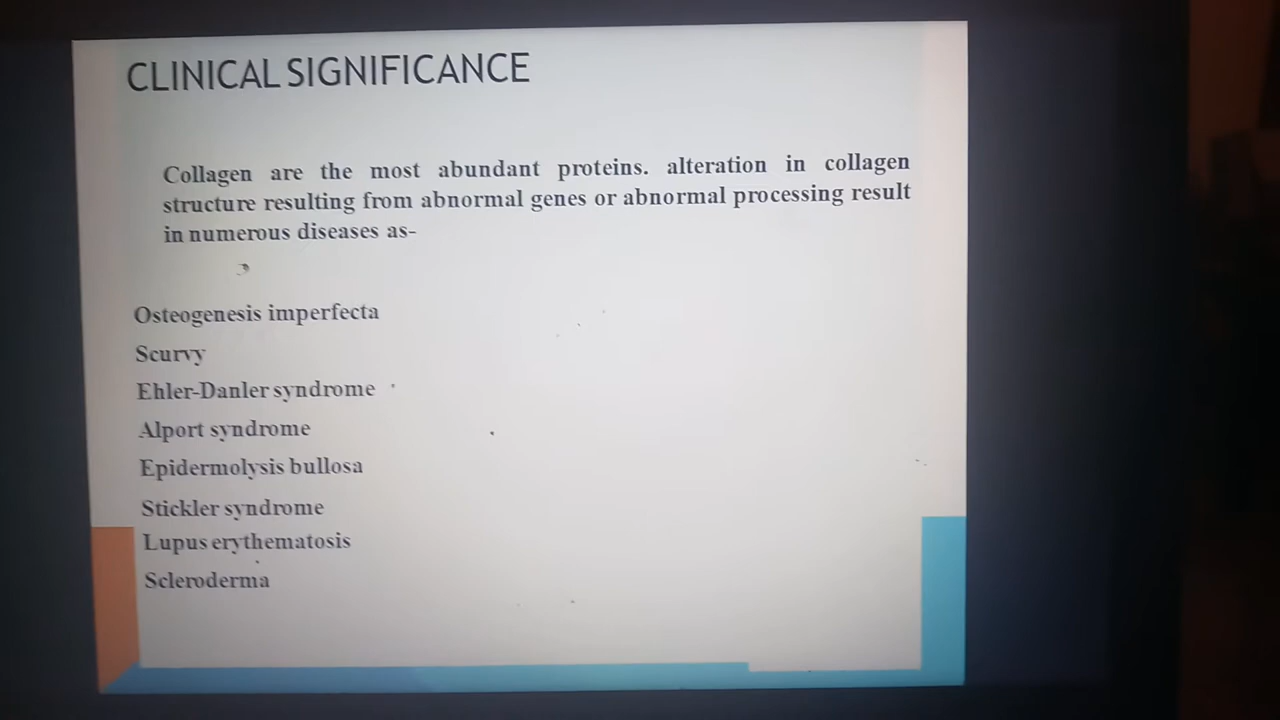 CLINICAL SIGNIFICANCE
Collagen are the most abundant proteins. alteration in collagen
structure resulting from abnormal genes or abnormal processing result
in numerous diseases as-
Osteogenesis imperfecta
Scurvy
Ehler-Danler syndrome
Alport syndrome
Epidermolysis bullosa
Stickler syndrome
Lupus erythematosis
Scleroderma